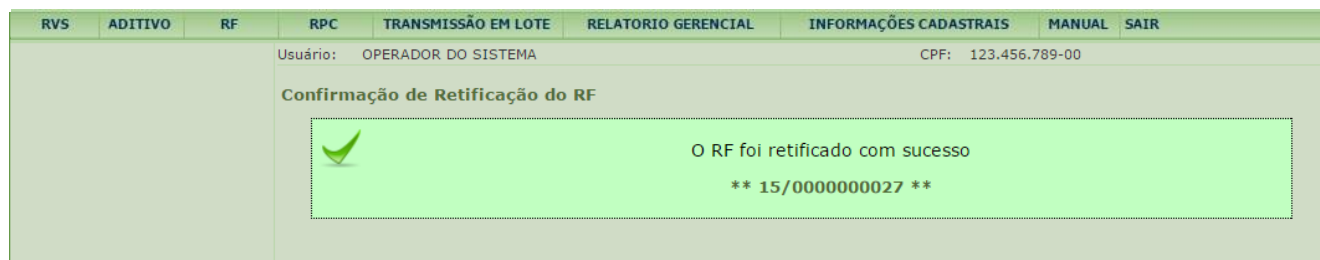 RVS ADITIVO RF RPC TRANSMISSÃO EM LOTE RELATORIO GERENCIAL INFORMAÇÕES CADASTRAIS MANUAL SAIR
Usuário: OPERADOR DO SISTEMA CPF: 123.456.789-00
Confirmação de Retificação do RF
O RF foi retificado com sucesso
** 15/0000000027 **